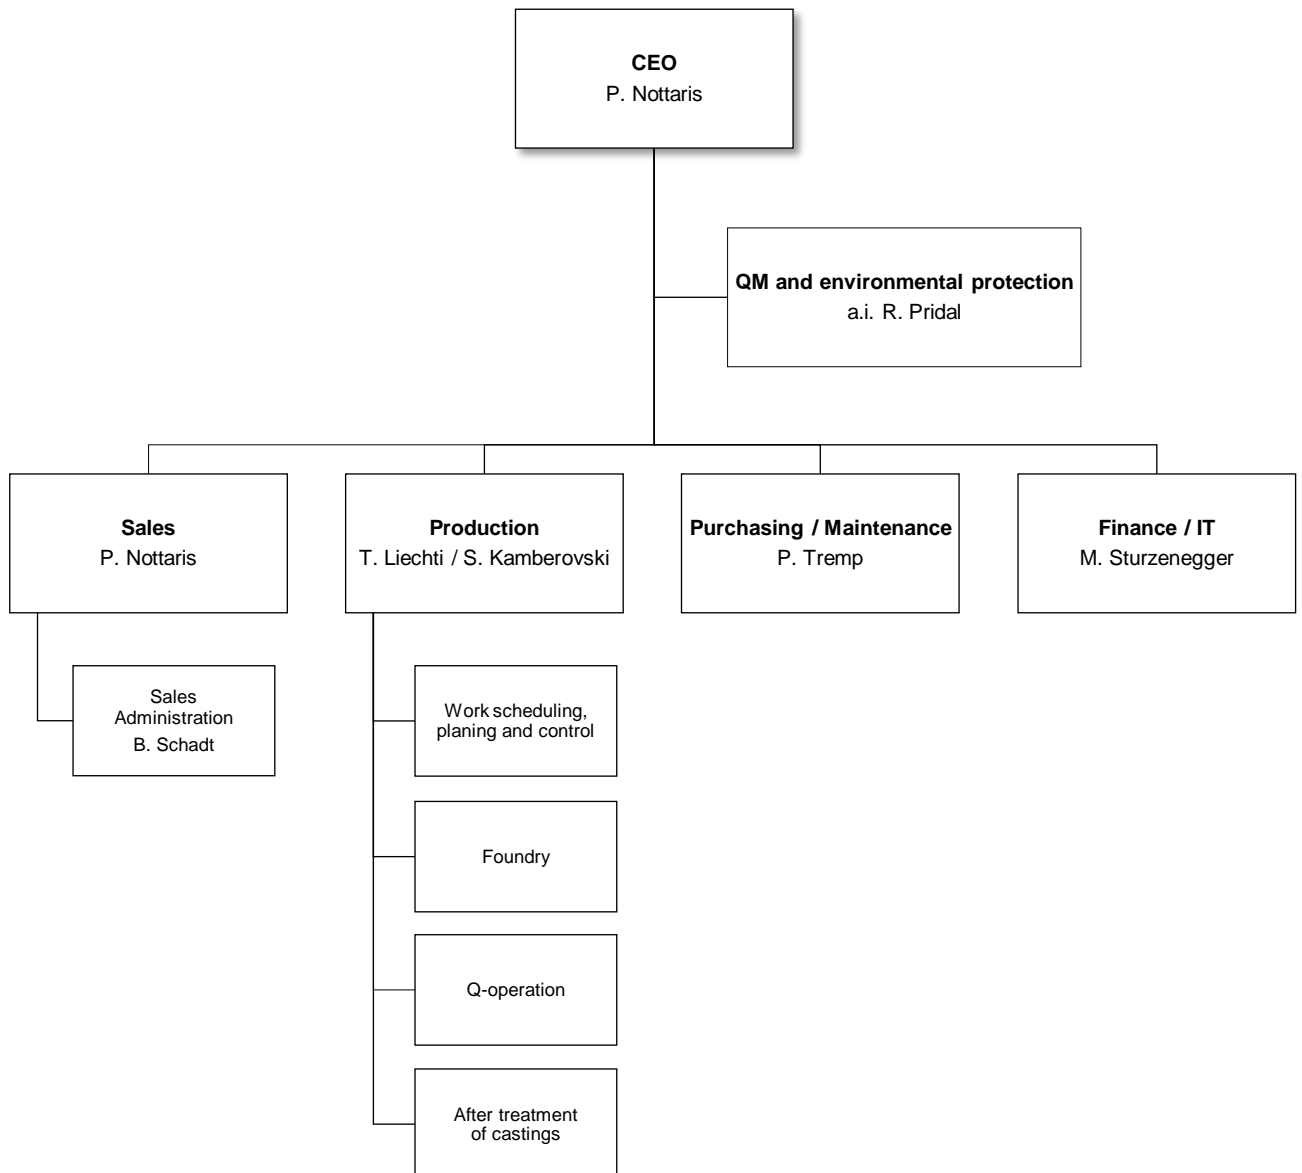 CEO
P. Nottaris
QM and environmental protection
a.i. R. Pridal
Sales
P. Nottaris
Production
T. Liechti / S. Kamberovski
Purchasing / Maintenance
P. Tremp
Finance / IT
M. Sturzenegger
Sales
Administration
B. Schadt
Work scheduling,
planing and control
Foundry
Q-operation
After treatment
of castings